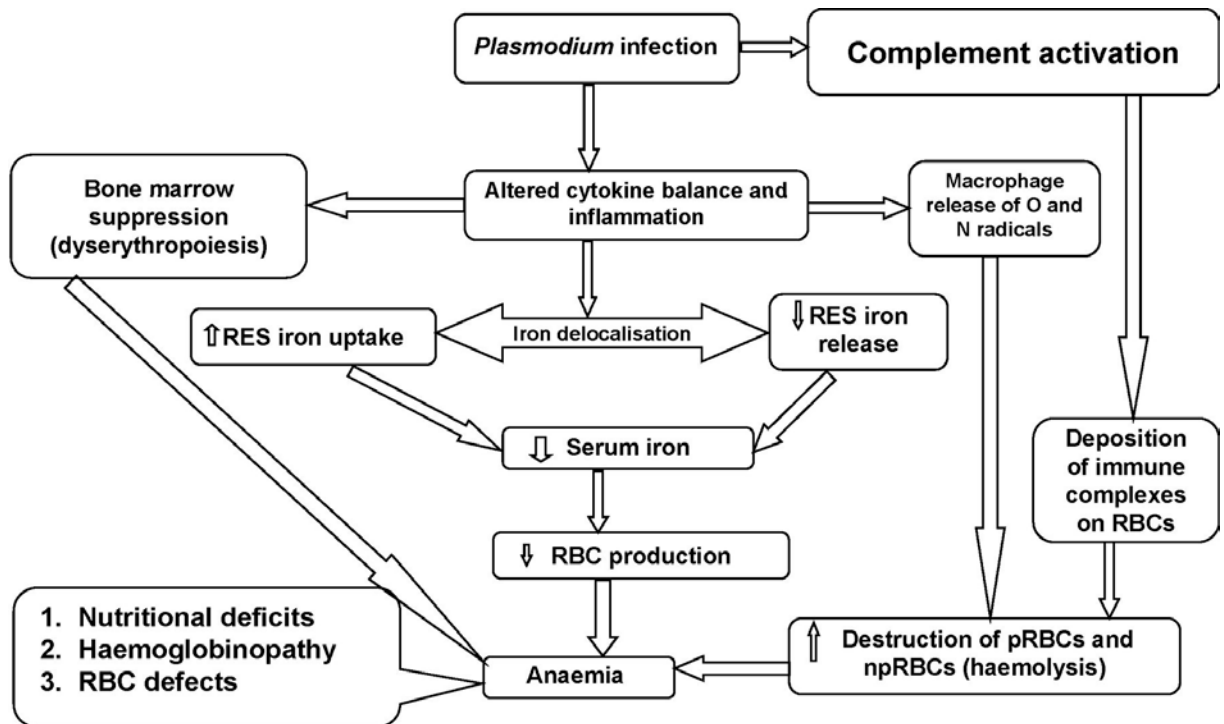 Plasmodium infection
Complement activation
Bone marrow
suppression
(dyserythropoiesis)
Altered cytokine balance and
inflammation
Macrophage
release of O and
N radicals
⇧RES iron uptake
Iron delocalisation
⇩ RES iron
release
⇩ Serum iron
Deposition
of immune
complexes
on RBCs
⇩ RBC production
1. Nutritional deficits
2. Haemoglobinopathy
3. RBC defects
Anaemia
⇧ Destruction of pRBCs and
npRBCs (haemolysis)